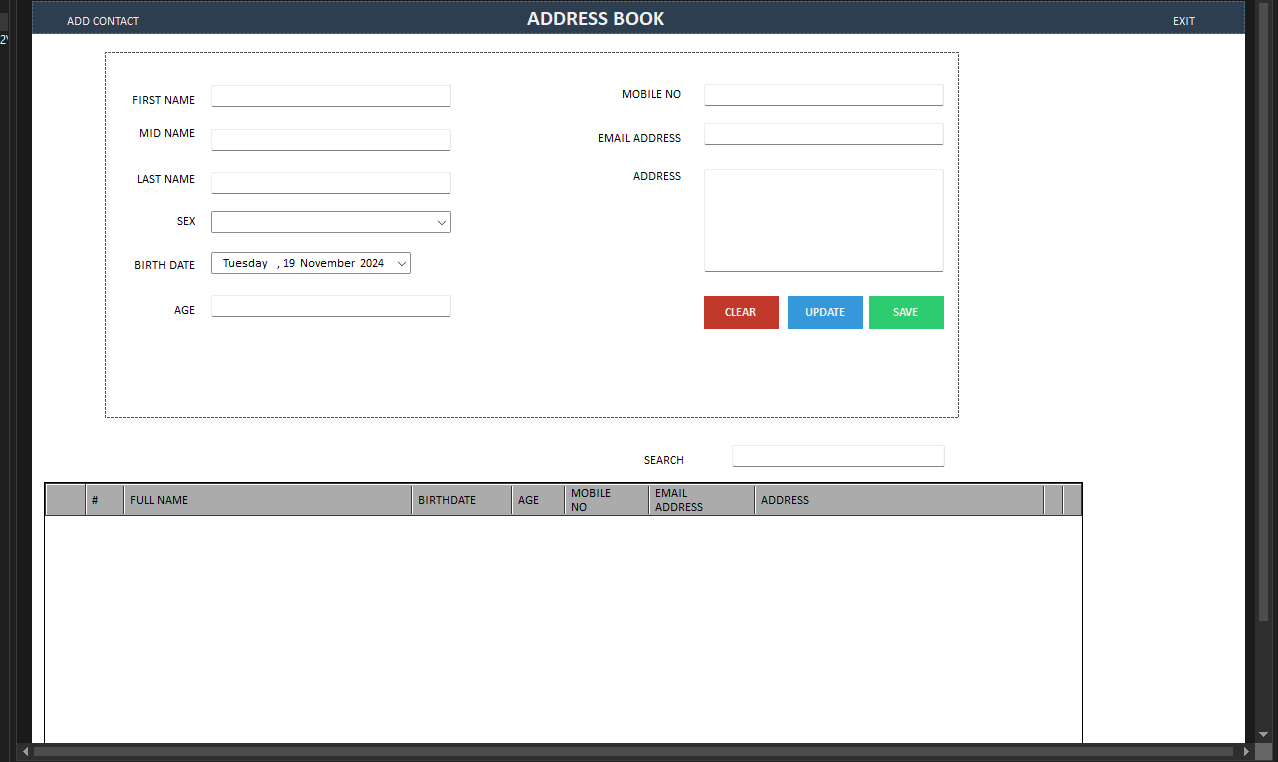 ADD CONTACT
ADDRESS BOOK
EXIT
FIRST NAME
MID NAME
LAST NAME
SEX
BIRTH DATE
Tuesday , 19 November 2024
AGE
MOBILE NO
EMAIL ADDRESS
ADDRESS
CLEAR
UPDATE
SAVE
SEARCH
#
FULL NAME
BIRTHDATE
AGE
MOBILE
NO
EMAIL
ADDRESS
ADDRESS